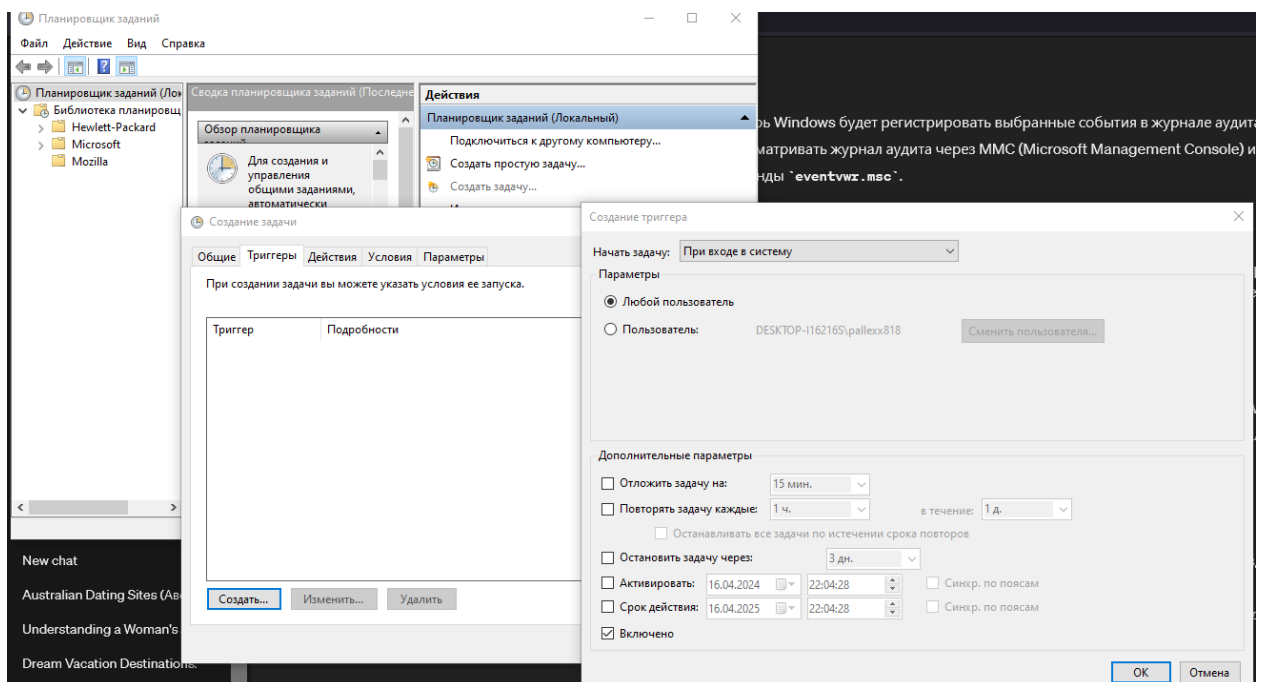 Планировщик заданий
Файл Действие Вид Справка
Планировщик заданий (Лок
Библиотека планировщ
Hewlett-Packard
Microsoft
Mozilla
Сводка планировщика заданий (Последне
Обзор планировщика
Для создания и
управления
общими заданиями,
автоматически
Действия
Планировщик заданий (Локальный)
Подключиться к другому компьютеру...
Создать простую задачу...
Создать задачу...
рь Windows будет регистрировать выбранные события в журнале аудита
матривать журнал аудита через MMC (Microsoft Management Console) и
нды `eventvwr.msc`.
Создание задачи
Общие Триггеры Действия Условия Параметры
При создании задачи вы можете указать условия ее запуска.
Триггер Подробности
Создать... Изменить... Удалить
Создание триггера
Начать задачу: При входе в систему
Параметры
Любой пользователь
Пользователь: DESKTOP-I16216S\pallexx818 Сменить пользователя...
Дополнительные параметры
Отложить задачу на: 15 мин.
Повторять задачу каждые: 1 ч. в течение: 1 д.
Останавливать все задачи по истечении срока повторов
Остановить задачу через: 3 дн.
Активировать: 16.04.2024 22:04:28 Синхр. по поясам
Срок действия: 16.04.2025 22:04:28 Синхр. по поясам
Включено
OK Отмена
New chat
Australian Dating Sites (Abo
Understanding a Woman's
Dream Vacation Destinations.